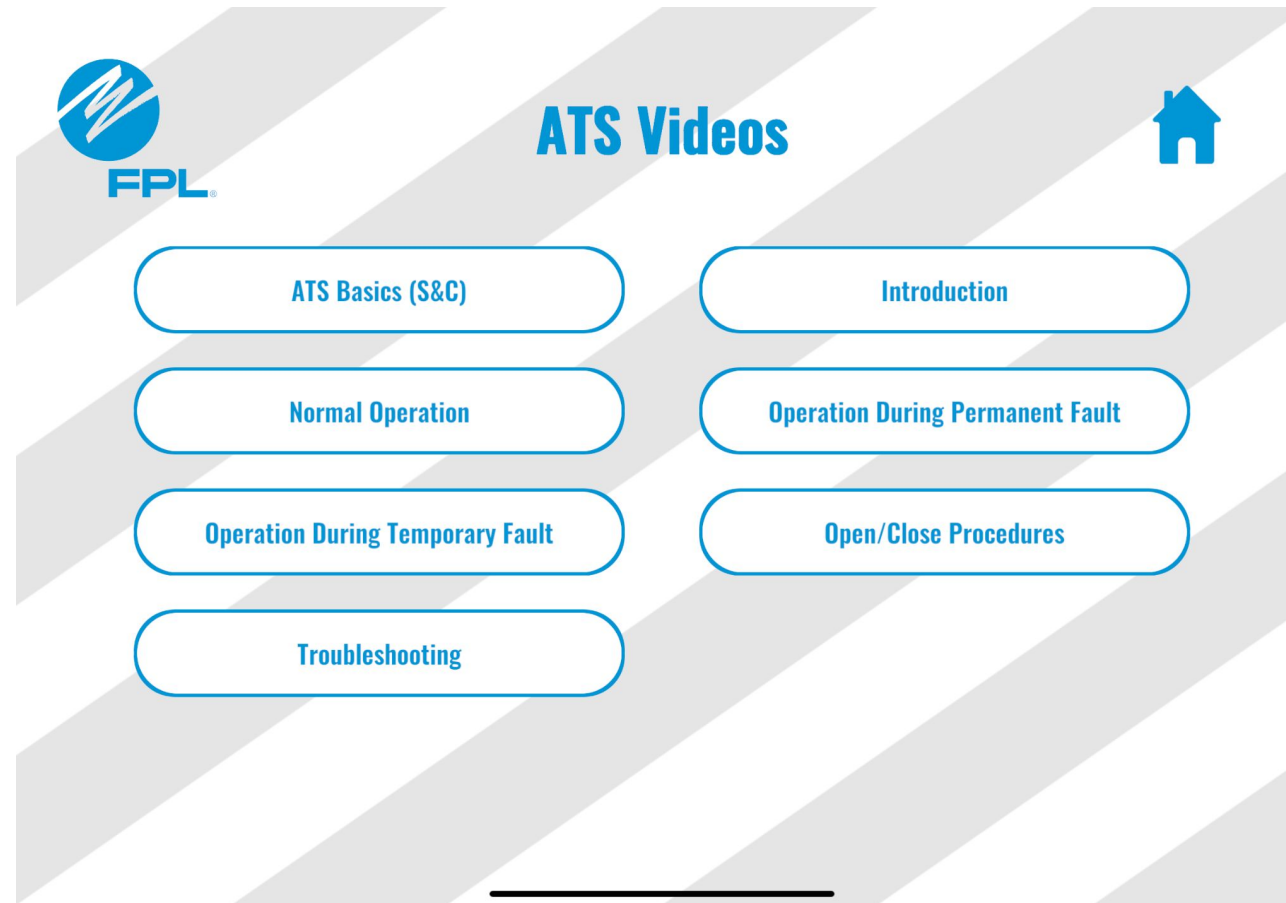 ATS Videos
FPL®
ATS Basics (S&C)
Introduction
Normal Operation
Operation During Permanent Fault
Operation During Temporary Fault
Open/Close Procedures
Troubleshooting